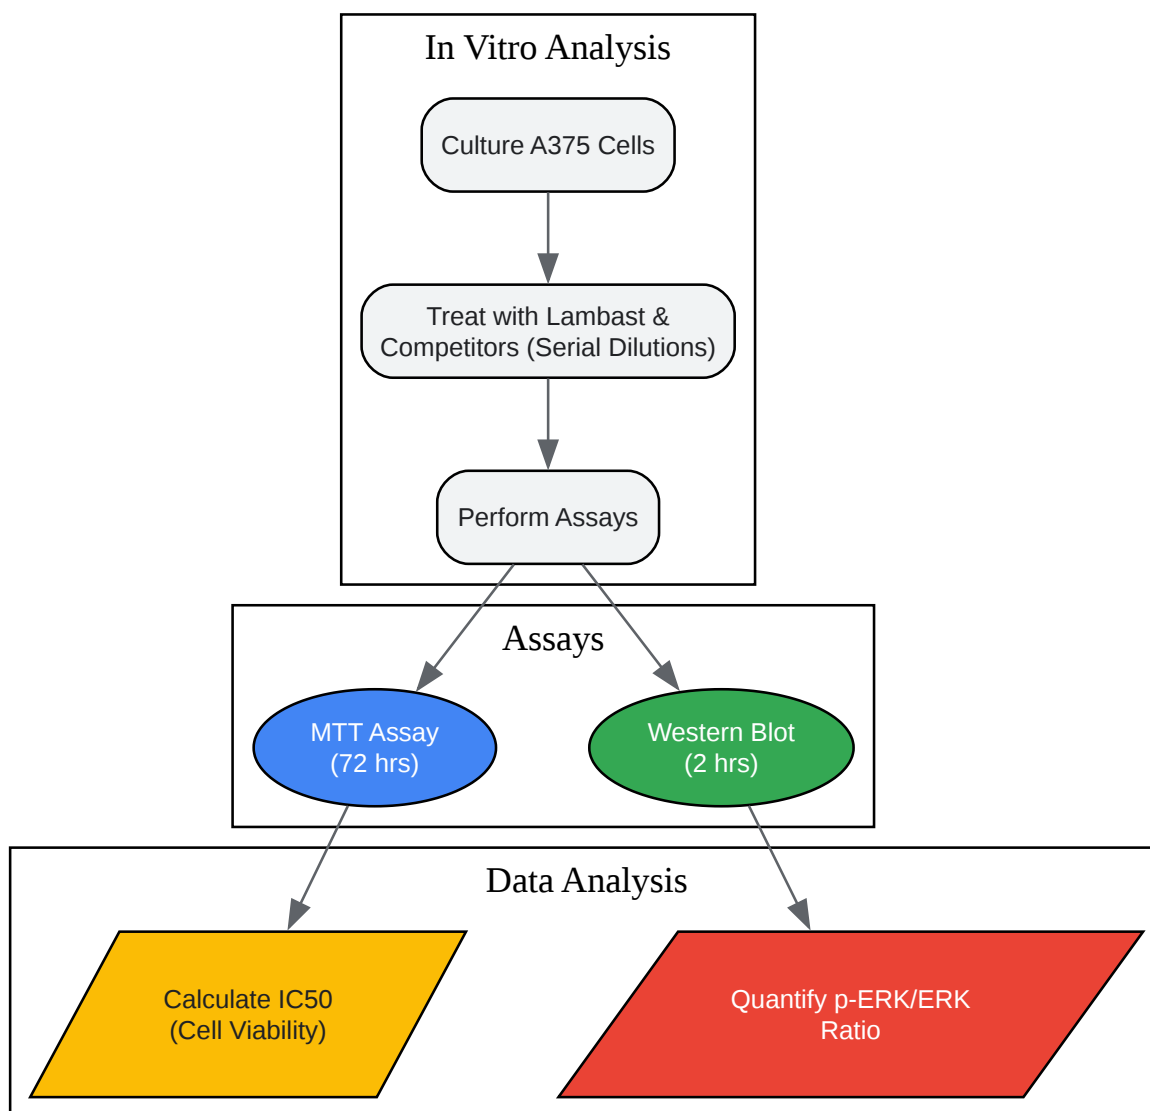 In Vitro Analysis
Culture A375 Cells
Treat with Lambast &
Competitors (Serial Dilutions)
Perform Assays
Assays
MTT Assay
(72 hrs)
Western Blot
(2 hrs)
Data Analysis
Calculate IC50
(Cell Viability)
Quantify p-ERK/ERK
Ratio